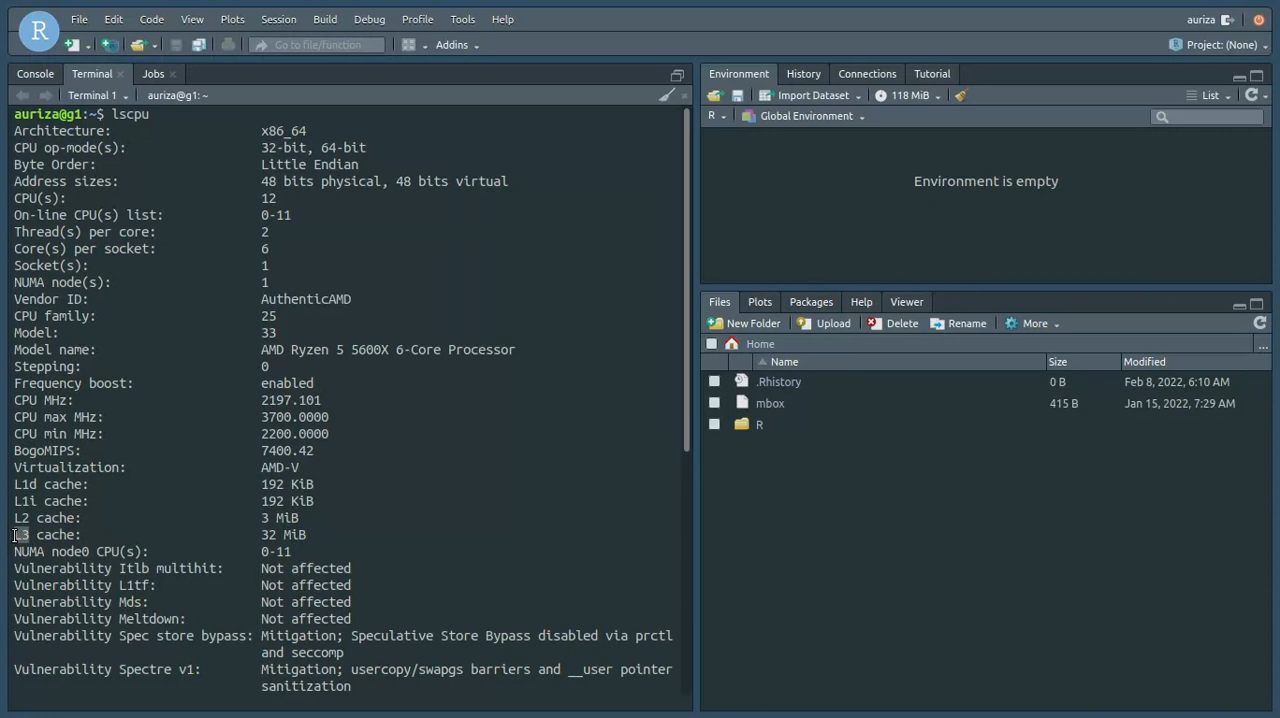 R
File Edit Code View Plots Session Build Debug Profile Tools Help
auriza
Go to file/function
Addins
Project: (None)
Console Terminal Jobs
Terminal 1 auriza@g1: ~
auriza@g1:~$ lscpu
Architecture: x86_64
CPU op-mode(s): 32-bit, 64-bit
Byte Order: Little Endian
Address sizes: 48 bits physical, 48 bits virtual
CPU(s): 12
On-line CPU(s) list: 0-11
Thread(s) per core: 2
Core(s) per socket: 6
Socket(s): 1
NUMA node(s): 1
Vendor ID: AuthenticAMD
CPU family: 25
Model: 33
Model name: AMD Ryzen 5 5600X 6-Core Processor
Stepping: 0
Frequency boost: enabled
CPU MHz: 2197.101
CPU max MHz: 3700.0000
CPU min MHz: 2200.0000
BogoMIPS: 7400.42
Virtualization: AMD-V
L1d cache: 192 KiB
L1i cache: 192 KiB
L2 cache: 3 MiB
L3 cache: 32 MiB
NUMA node0 CPU(s): 0-11
Vulnerability Itlb multihit: Not affected
Vulnerability L1tf: Not affected
Vulnerability Mds: Not affected
Vulnerability Meltdown: Not affected
Vulnerability Spec store bypass: Mitigation; Speculative Store Bypass disabled via prctl
and seccomp
Vulnerability Spectre v1: Mitigation; usercopy/swapgs barriers and __user pointer
sanitization
Environment History Connections Tutorial
Import Dataset 118 MiB List
R Global Environment
Environment is empty
Files Plots Packages Help Viewer
New Folder Upload Delete Rename More
Home ...
Name Size Modified
.Rhistory 0 B Feb 8, 2022, 6:10 AM
mbox 415 B Jan 15, 2022, 7:29 AM
R